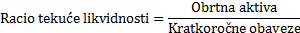 Racio tekuće likvidnosti = Obrtna aktiva
Kratkoročne obaveze